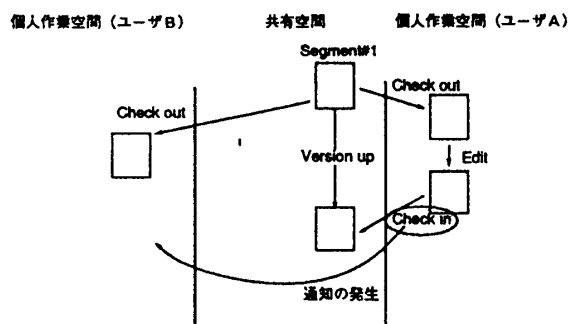 個人作業空間（ユーザB）
共有空間
個人作業空間（ユーザA）
Segment#1
Check out
Check out
Version up
Edit
Check in
通知の発生